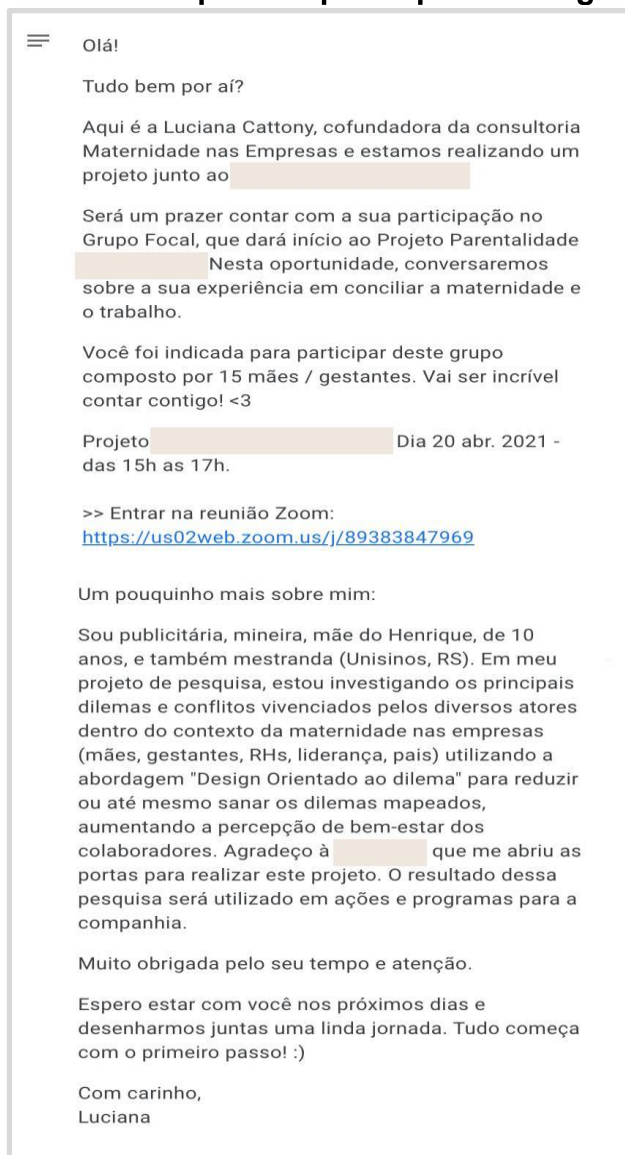 Olá!
Tudo bem por aí?
Aqui é a Luciana Cattony, cofundadora da consultoria
Maternidade nas Empresas e estamos realizando um
projeto junto ao
Será um prazer contar com a sua participação no
Grupo Focal, que dará início ao Projeto Parentalidade
Nesta oportunidade, conversaremos
sobre a sua experiência em conciliar a maternidade e
o trabalho.
Você foi indicada para participar deste grupo
composto por 15 mães / gestantes. Vai ser incrível
contar contigo! <3
Projeto Dia 20 abr. 2021 -
das 15h as 17h.
>> Entrar na reunião Zoom:
https://us02web.zoom.us/j/89383847969
Um pouquinho mais sobre mim:
Sou publicitária, mineira, mãe do Henrique, de 10
anos, e também mestranda (Unisinos, RS). Em meu
projeto de pesquisa, estou investigando os principais
dilemas e conflitos vivenciados pelos diversos atores
dentro do contexto da maternidade nas empresas
(mães, gestantes, RHs, liderança, pais) utilizando a
abordagem "Design Orientado ao dilema" para reduzir
ou até mesmo sanar os dilemas mapeados,
aumentando a percepção de bem-estar dos
colaboradores. Agradeço à que me abriu as
portas para realizar este projeto. O resultado dessa
pesquisa será utilizado em ações e programas para a
companhia.
Muito obrigada pelo seu tempo e atenção.
Espero estar com você nos próximos dias e
desenharmos juntas uma linda jornada. Tudo começa
com o primeiro passo! :)
Com carinho,
Luciana